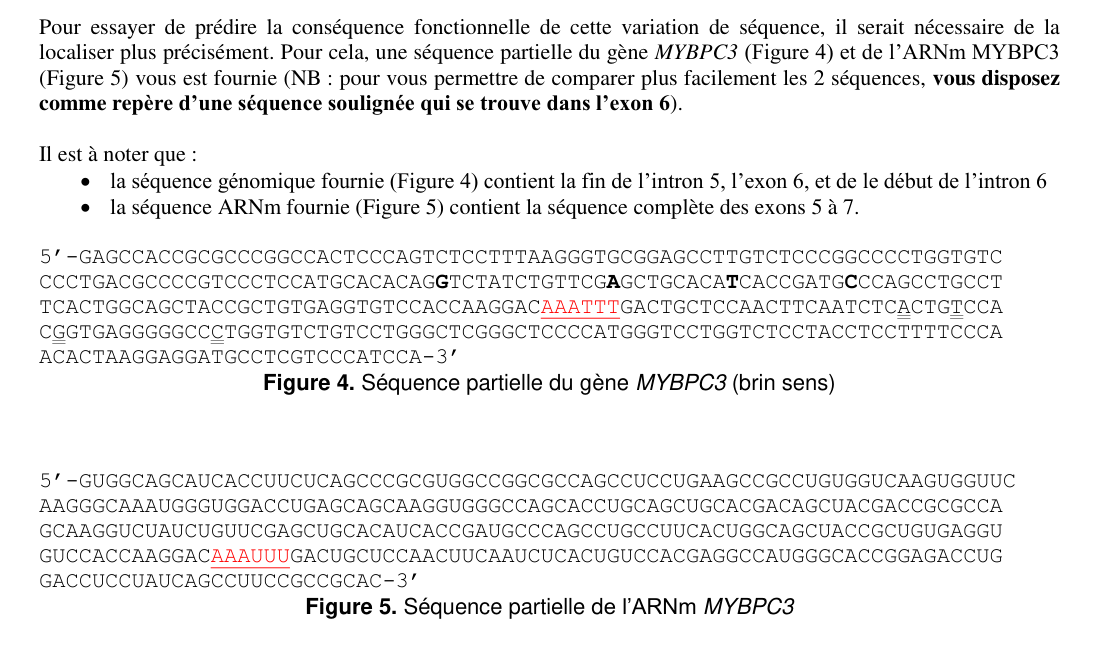 Pour essayer de prédire la conséquence fonctionnelle de cette variation de séquence, il serait nécessaire de la
localiser plus précisément. Pour cela, une séquence partielle du gène MYBPC3 (Figure 4) et de l'ARNm MYBPC3
(Figure 5) vous est fournie (NB : pour vous permettre de comparer plus facilement les 2 séquences, vous disposez
comme repère d'une séquence soulignée qui se trouve dans l'exon 6).
Il est à noter que :
• la séquence génomique fournie (Figure 4) contient la fin de l'intron 5, l'exon 6, et de le début de l'intron 6
• la séquence ARNm fournie (Figure 5) contient la séquence complète des exons 5 à 7.
5'-GAGCCACCGCGCCCGGCCACTCCCAGTCTCCTTTAAGGGTGCGGAGCCTTGTCTCCCGGCCCCTGGTGTC
CCCTGACGCCCCGTCCCTCCATGCACACAGGTCTATCTGTTCGAGCTGCACATCACCGATGCCCAGCCTGCCT
TCACTGGCAGCTACCGCTGTGAGGTGTCCACCAAGGACAAATTTGACTGCTCCAACTTCAATCTCACTGTCCA
CGGTGAGGGGGCCCTGGTGTCTGTCCTGGGCTCGGGCTCCCCATGGGTCCTGGTCTCCTACCTCCTTTTCCCA
ACACTAAGGAGGATGCCTCGTCCCATCCA-3'
Figure 4. Séquence partielle du gène MYBPC3 (brin sens)
5'-GUGGCAGCAUCACCUUCUCAGCCCGCGUGGCCGGCGCCAGCCUCCUGAAGCCGCCUGUGGUCAAGUGGUUC
AAGGGCAAAUGGGUGGACCUGAGCAGCAAGGUGGGCCAGCACCUGCAGCUGCACGACAGCUACGACCGCGCCA
GCAAGGUCUAUCUGUUCGAGCUGCACAUCACCGAUGCCCAGCCUGCCUUCACUGGCAGCUACCGCUGUGAGGU
GUCCACCAAGGACAAAUUUGACUGCUCCAACUUCAAUCUCACUGUCCACGAGGCCAUGGGCACCGGAGACCUG
GACCUCCUAUCAGCCUUCCGCCGCAC-3'
Figure 5. Séquence partielle de l'ARNm MYBPC3